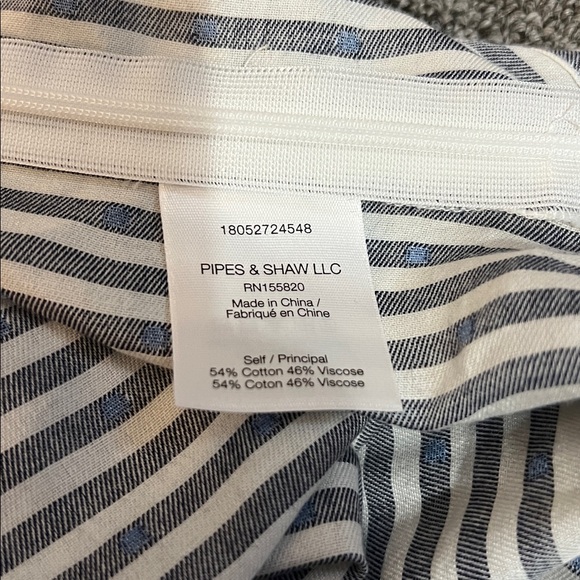 18052724548
PIPES & SHAW LLC
RN155820
Made in China /
Fabriqué en Chine
Self / Principal
54% Cotton 46% Viscose
54% Coton 46% Viscose